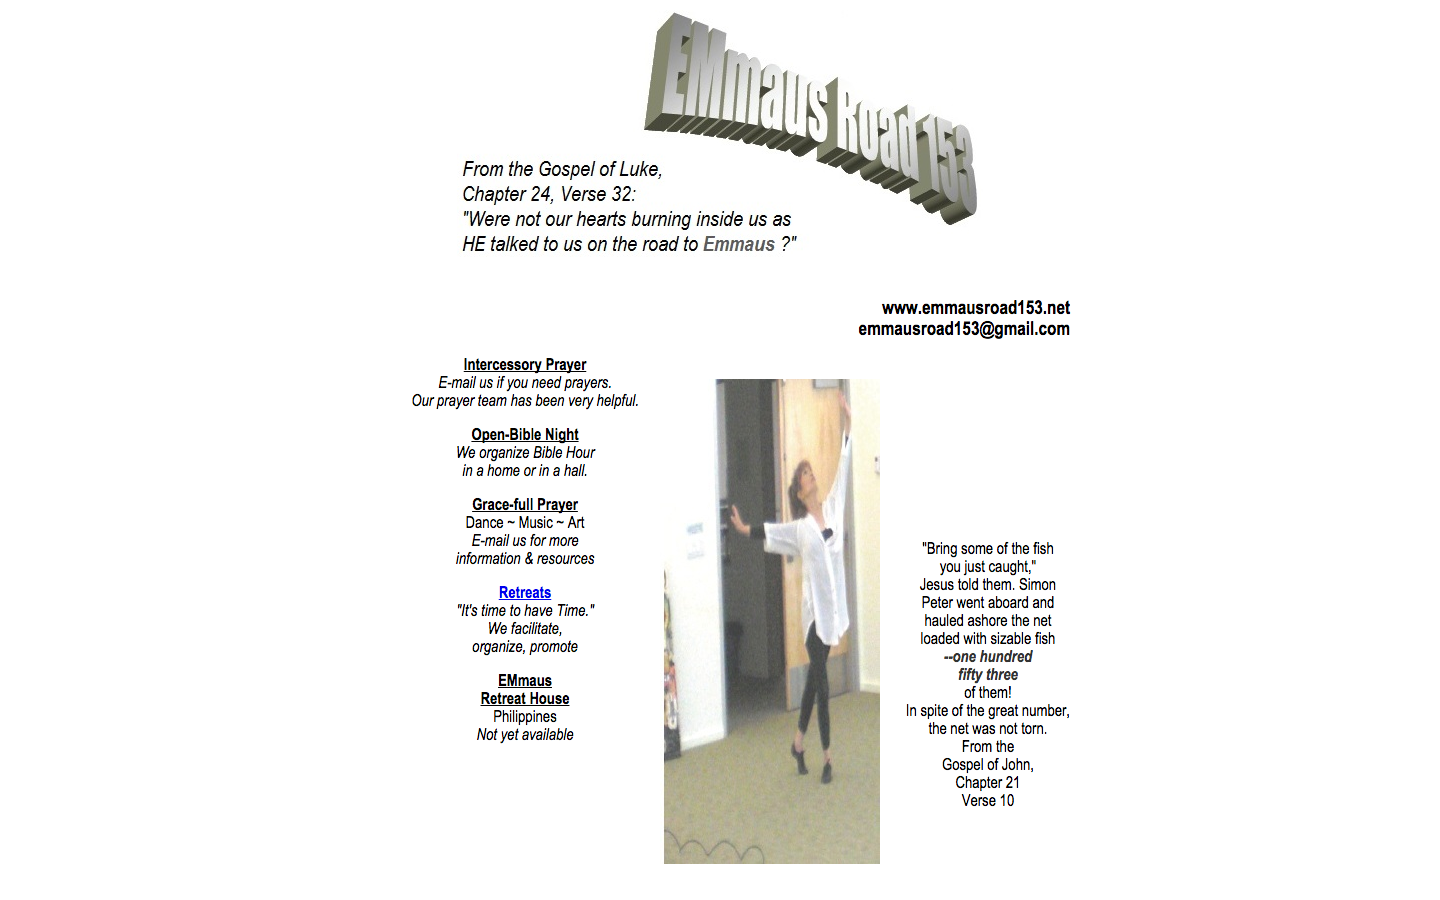 EMmaus Road 153
From the Gospel of Luke,
Chapter 24, Verse 32:
"Were not our hearts burning inside us as
HE talked to us on the road to Emmaus ?"
www.emmausroad153.net
emmausroad153@gmail.com
Intercessory Prayer
E-mail us if you need prayers.
Our prayer team has been very helpful.
Open-Bible Night
We organize Bible Hour
in a home or in a hall.
Grace-full Prayer
Dance ~ Music ~ Art
E-mail us for more
information & resources
Retreats
"It's time to have Time."
We facilitate,
organize, promote
EMmaus
Retreat House
Philippines
Not yet available
"Bring some of the fish
you just caught,"
Jesus told them. Simon
Peter went aboard and
hauled ashore the net
loaded with sizable fish
--one hundred
fifty three
of them!
In spite of the great number,
the net was not torn.
From the
Gospel of John,
Chapter 21
Verse 10